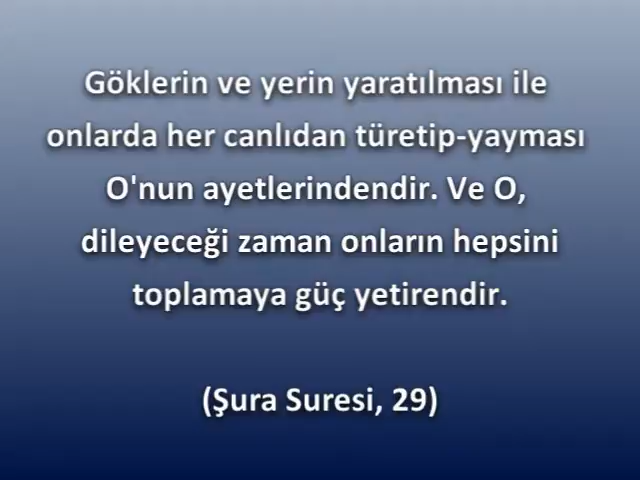 Göklerin ve yerin yaratılması ile
onlarda her canlıdan türetip-yayması
O'nun ayetlerindendir. Ve O,
dileyeceği zaman onların hepsini
toplamaya güç yetirendir.
(Şura Suresi, 29)